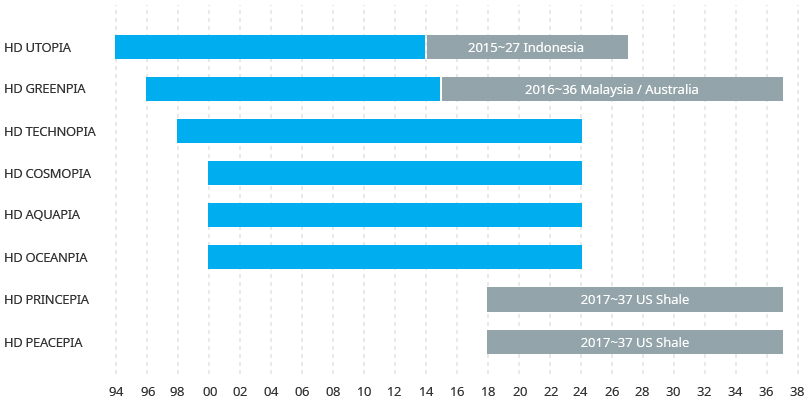 HD UTOPIA
2015~27 Indonesia
HD GREENPIA
2016~36 Malaysia / Australia
HD TECHNOPIA
HD COSMOPIA
HD AQUAPIA
HD OCEANPIA
HD PRINCEPIA
2017~37 US Shale
HD PEACEPIA
2017~37 US Shale
94 96 98 00 02 04 06 08 10 12 14 16 18 20 22 24 26 28 30 32 34 36 38